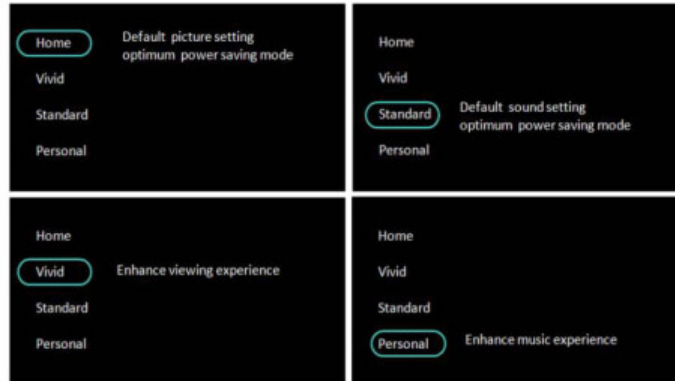 Home
Default picture setting
optimum power saving mode
Vivid
Standard
Personal
Home
Vivid
Standard
Default sound setting
optimum power saving mode
Personal
Home
Vivid
Enhance viewing experience
Standard
Personal
Home
Vivid
Standard
Personal
Enhance music experience